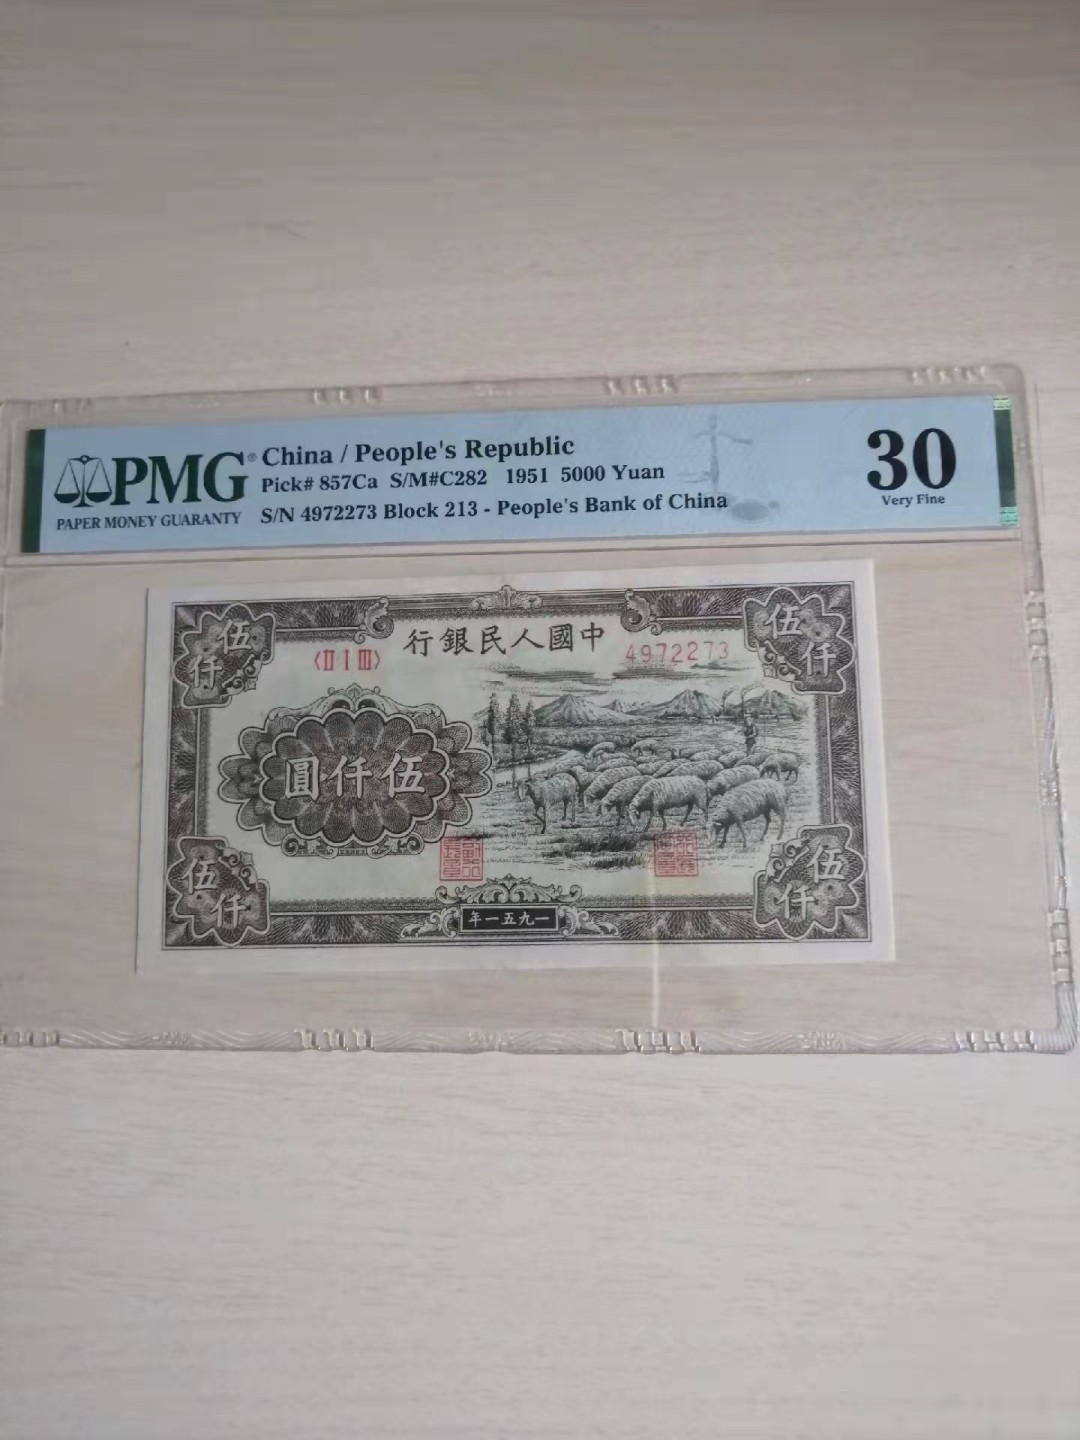 PMG®
PAPER MONEY GUARANTY
China / People's Republic
Pick# 857Ca S/M#C282 1951 5000 Yuan
S/N 4972273 Block 213 - People's Bank of China
30
Very Fine
行銀民人國中
〈II I III〉
4972273
伍仟
伍仟
圓仟伍
伍仟
伍仟
年一五九一